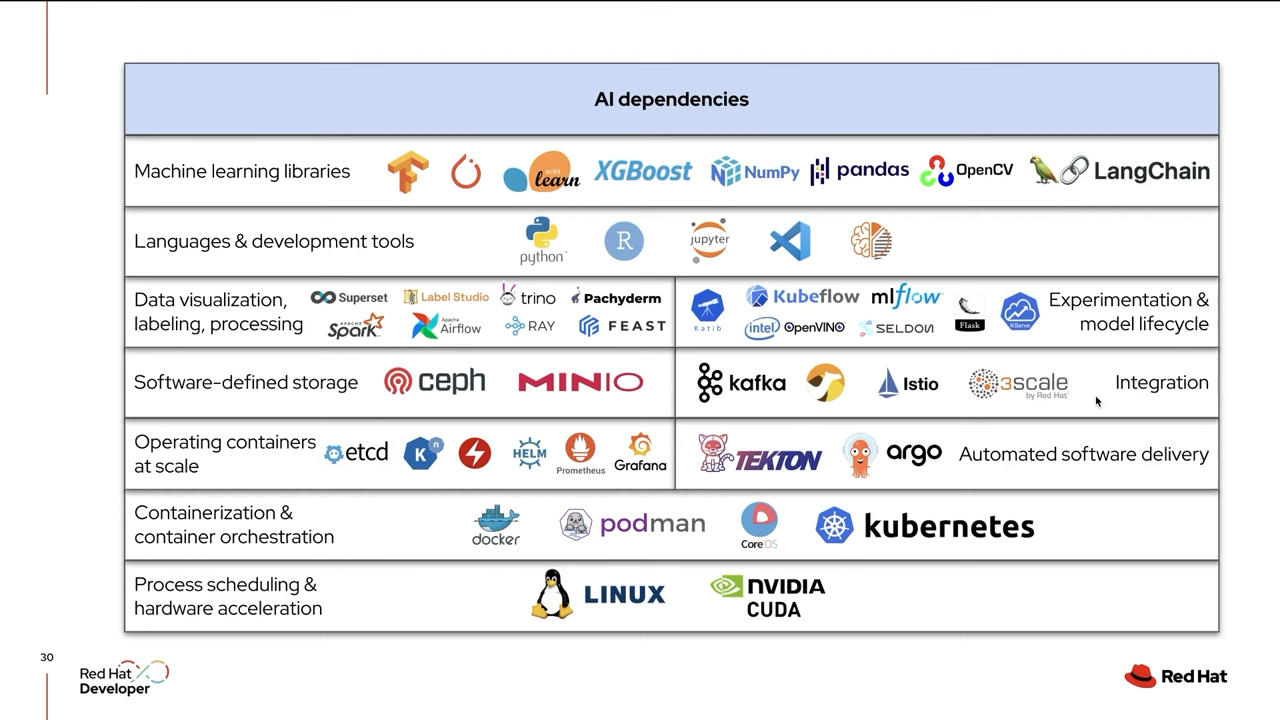 AI dependencies
Machine learning libraries
scikit
learn
XGBoost
NumPy
pandas
OpenCV
LangChain
Languages & development tools
python
R
jupyter
Data visualization,
labeling, processing
Superset
Label Studio
trino
Pachyderm
APACHE
Spark
Apache
Airflow
RAY
FEAST
Katib
Kubeflow
mlflow
intel
OpenVINO
SELDON
Flask
KServe
Experimentation &
model lifecycle
Software-defined storage
ceph
MINIO
kafka
Istio
3scale
by Red Hat
Integration
Operating containers
at scale
etcd
K
n
HELM
Prometheus
Grafana
TEKTON
argo
Automated software delivery
Containerization &
container orchestration
docker
podman
CoreOS
kubernetes
Process scheduling &
hardware acceleration
LINUX
NVIDIA
CUDA
30
Red Hat
Developer
Red Hat